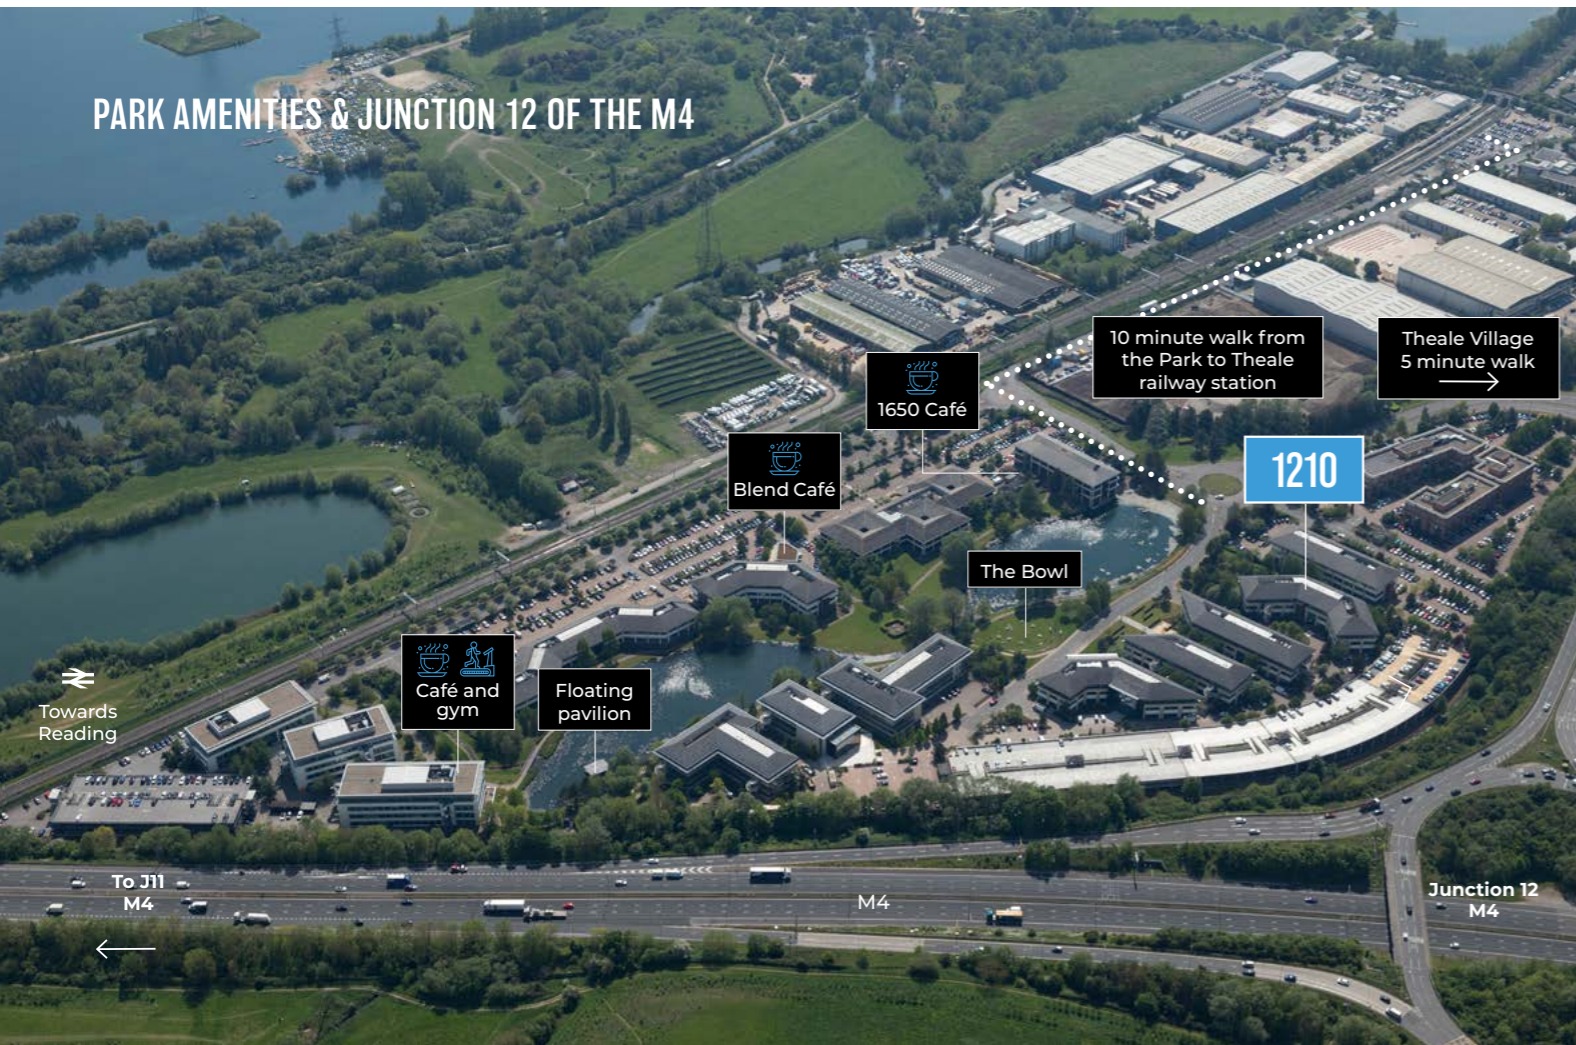 PARK AMENITIES & JUNCTION 12 OF THE M4
10 minute walk from
the Park to Theale
railway station
Theale Village
5 minute walk
1650 Café
Blend Café
1210
The Bowl
Café and
gym
Floating
pavilion
Towards
Reading
To J11
M4
M4
Junction 12
M4